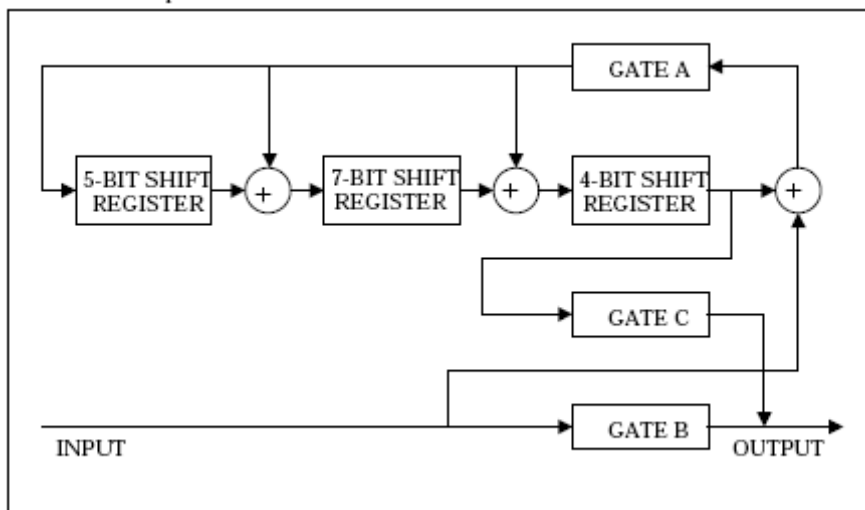 GATE A
5-BIT SHIFT
REGISTER
+
7-BIT SHIFT
REGISTER
+
4-BIT SHIFT
REGISTER
+
GATE C
GATE B
INPUT
OUTPUT